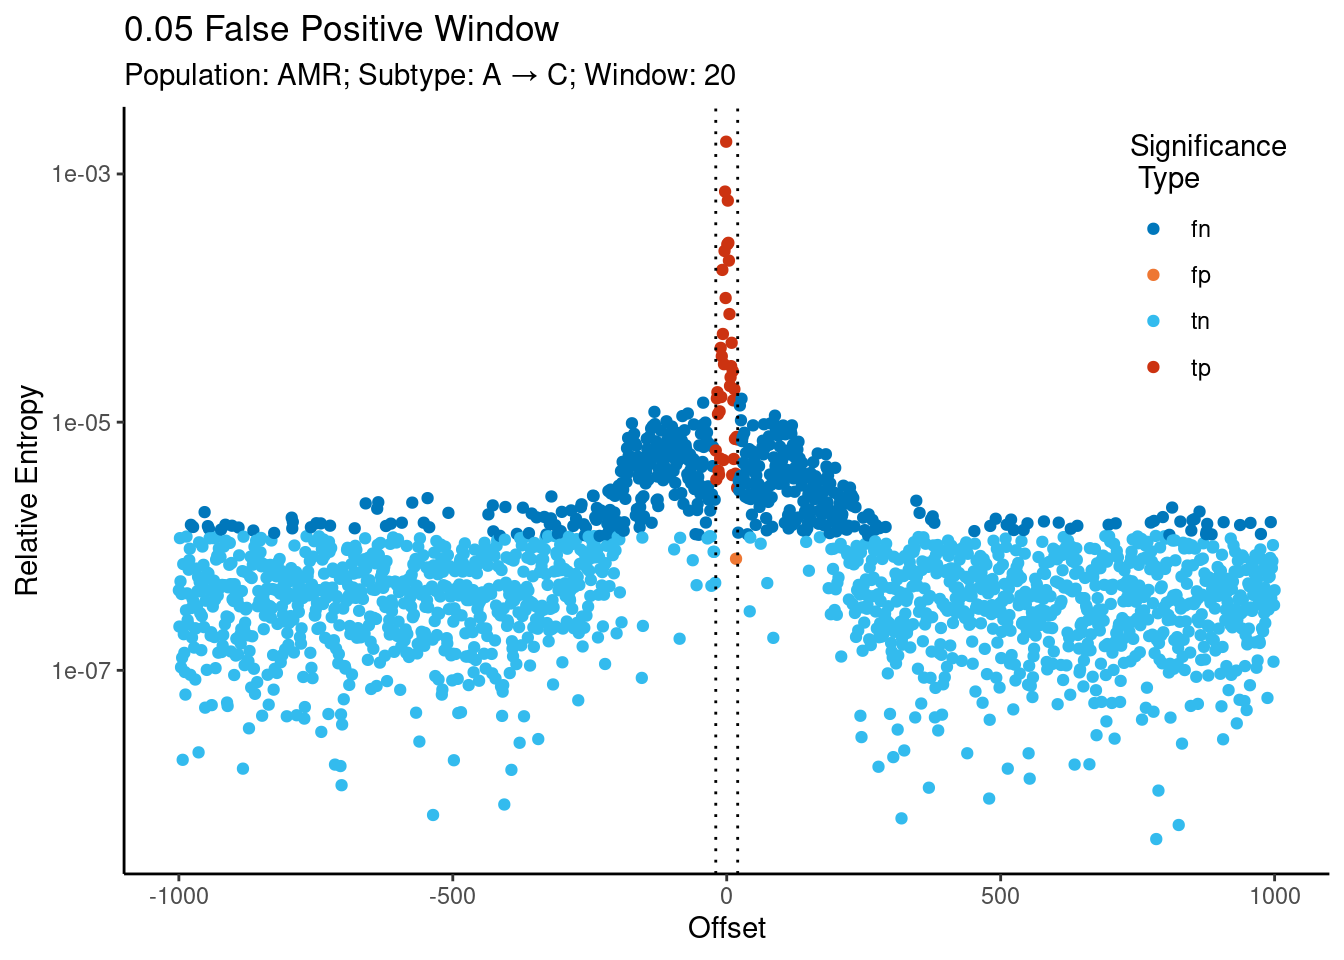 0.05 False Positive Window
Population: AMR; Subtype: A → C; Window: 20
Significance
Type
fn
fp
tn
tp
1e-03
1e-05
1e-07
Relative Entropy
-1000
-500
0
500
1000
Offset